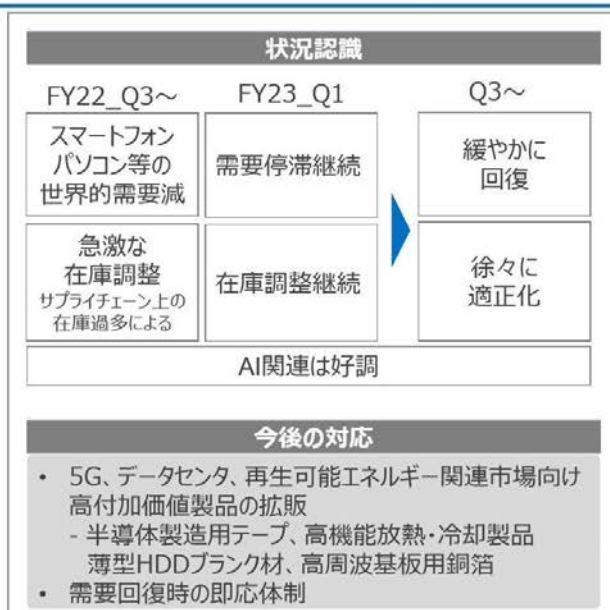 状況認識
FY22_Q3～
FY23_Q1
Q3～
スマートフォン
パソコン等の
世界的需要減
需要停滞継続
緩やかに
回復
急激な
在庫調整
サプライチェーン上の
在庫過多による
在庫調整継続
徐々に
適正化
AI関連は好調
今後の対応
• 5G、データセンタ、再生可能エネルギー関連市場向け
高付加価値製品の拡販
- 半導体製造用テープ、高機能放熱・冷却製品
薄型HDDブランク材、高周波基板用銅箔
• 需要回復時の即応体制